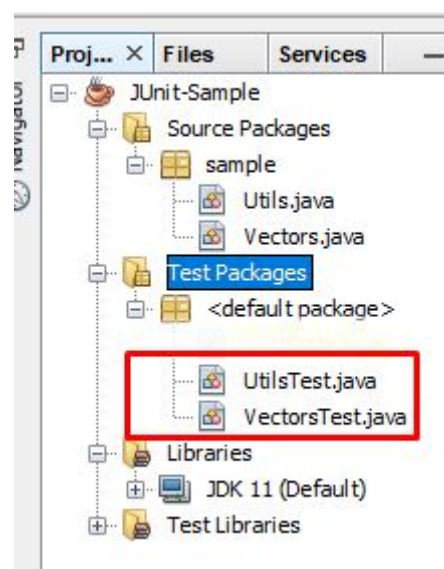 Proj... × Files Services
JUnit-Sample
Source Packages
sample
Utils.java
Vectors.java
Test Packages
<default package>
UtilsTest.java
VectorsTest.java
Libraries
JDK 11 (Default)
Test Libraries